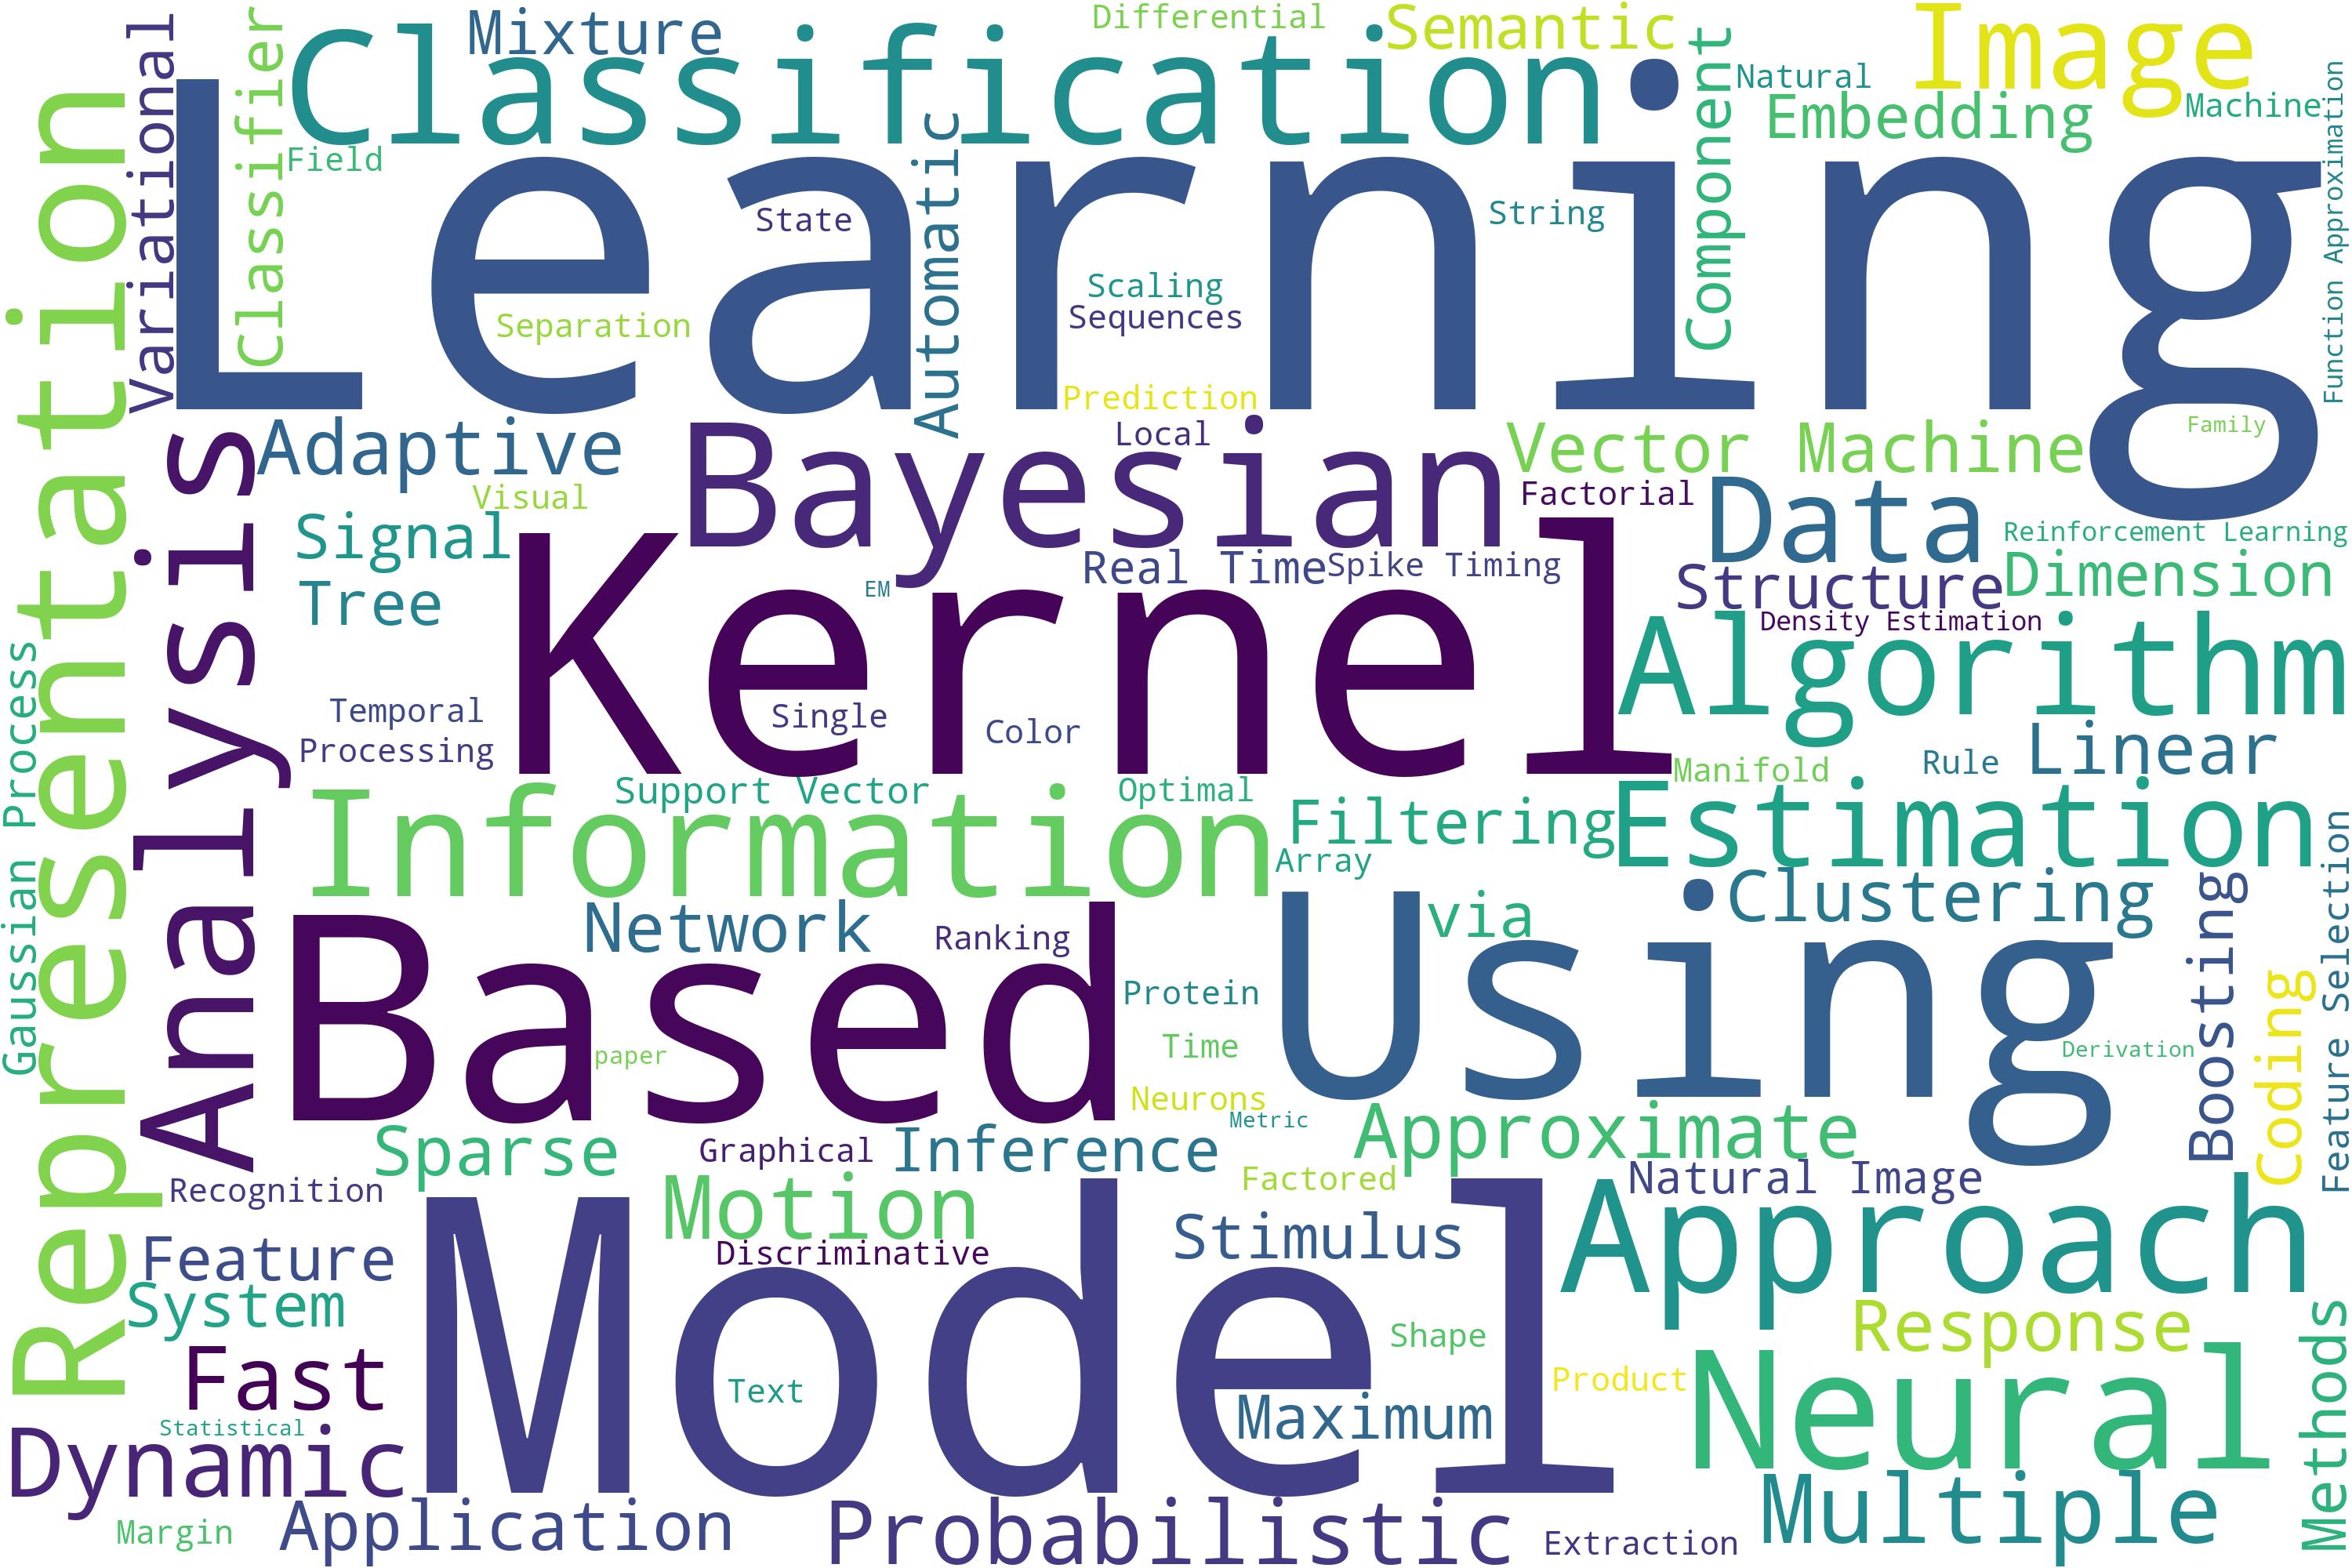 Mixture
Differential
Semantic
Image
Classification
Natural
Embedding
Machine
Variational
Classifier
Field
Automatic
Component
Function Approximation
Learning
State
String
Scaling
Sequences
Separation
Prediction
Representation
Analysis
Adaptive
Bayesian
Local
Vector Machine
Family
Visual
Factorial
Data
Signal
Reinforcement Learning
Real Time
Spike Timing
Structure
Dimension
Tree
EM
Density Estimation
Kernel
Algorithm
Gaussian Process
Temporal
Single
Color
Processing
Manifold
Rule
Linear
Support Vector
Optimal
Information
Filtering
Estimation
Array
Clustering
Network
Ranking
via
Boosting
Coding
Feature Selection
Based
Using
Protein
Time
paper
Derivation
Neurons
Metric
Sparse
Graphical
Inference
Approximate
Recognition
Factored
Natural Image
Motion
Approach
Feature
Discriminative
Stimulus
System
Model
Shape
Response
Methods
Fast
Text
Product
Neural
Statistical
Maximum
Dynamic
Margin
Application
Probabilistic
Extraction
Multiple